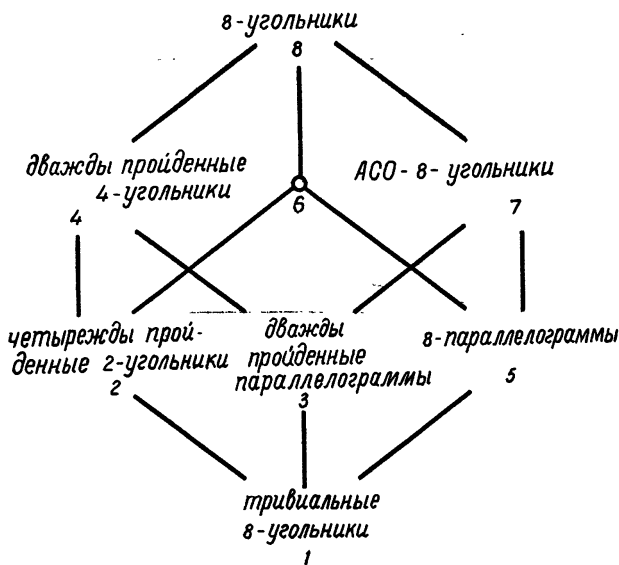 8-угольники
8
дважды пройденные
4-угольники
4
6
АСО-8-угольники
7
четырежды прой-
денные 2-угольники
2
дважды
пройденные
параллелограммы
3
8-параллелограммы
5
тривиальные
8-угольники
1